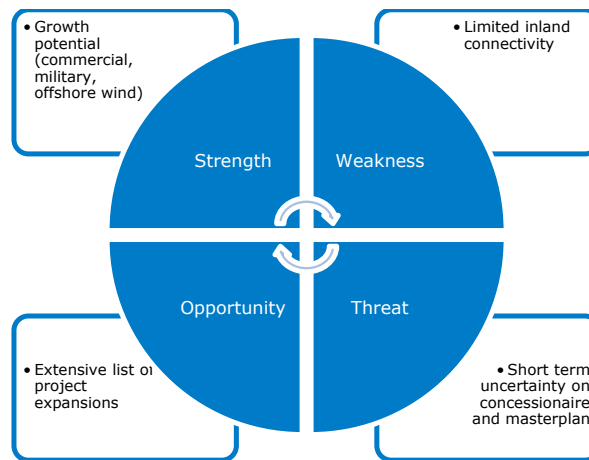 • Growth
potential
(commercial,
military,
offshore wind)
• Limited inland
connectivity
Strength
Weakness
Opportunity
Threat
• Extensive list
project
expansions
• Short term
uncertainty on
concessionaire
and masterplan